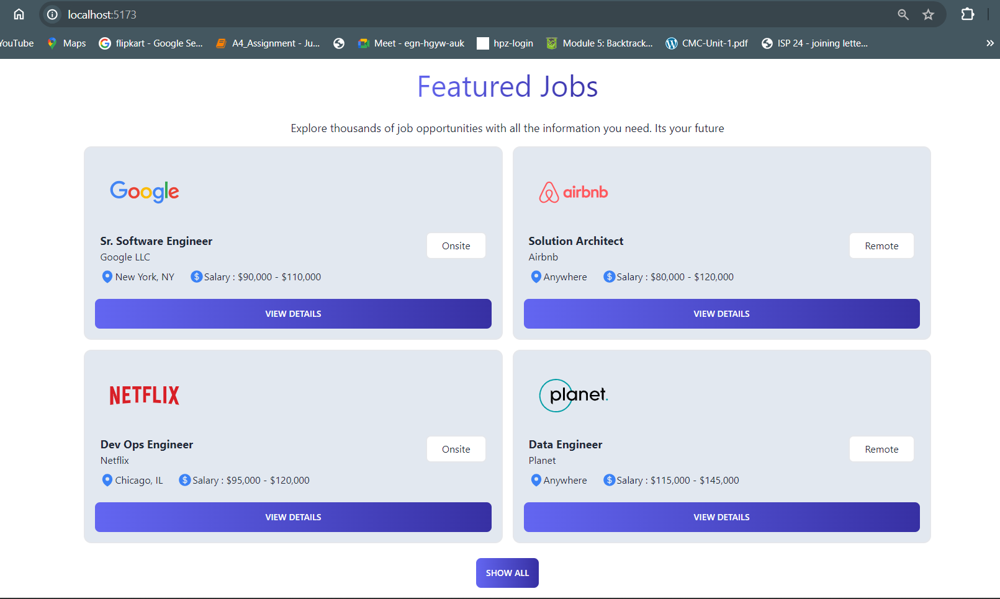 localhost:5173
YouTube Maps flipkart - Google Se... A4_Assignment - Ju... Meet - egn-hgyw-auk hpz-login Module 5: Backtrack... CMC-Unit-1.pdf ISP 24 - joining lette...
Featured Jobs
Explore thousands of job opportunities with all the information you need. Its your future
Google
Sr. Software Engineer
Onsite
Google LLC
New York, NY $ Salary : $90,000 - $110,000
VIEW DETAILS
airbnb
Solution Architect
Remote
Airbnb
Anywhere $ Salary : $80,000 - $120,000
VIEW DETAILS
NETFLIX
Dev Ops Engineer
Onsite
Netflix
Chicago, IL $ Salary : $95,000 - $120,000
VIEW DETAILS
planet.
Data Engineer
Remote
Planet
Anywhere $ Salary : $115,000 - $145,000
VIEW DETAILS
SHOW ALL